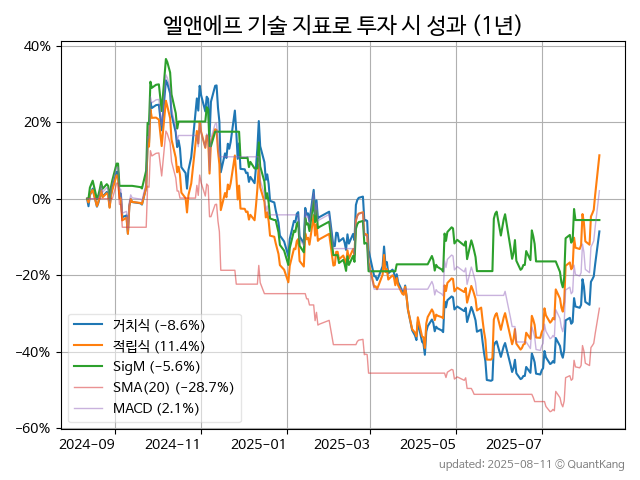 엘앤에프 기술 지표로 투자 시 성과 (1년)
40%
20%
0%
−20%
−40%
−60%
거치식 (−8.6%)
적립식 (11.4%)
SigM (−5.6%)
SMA(20) (−28.7%)
MACD (2.1%)
2024-09 2024-11 2025-01 2025-03 2025-05 2025-07
updated: 2025-08-11 © QuantKang